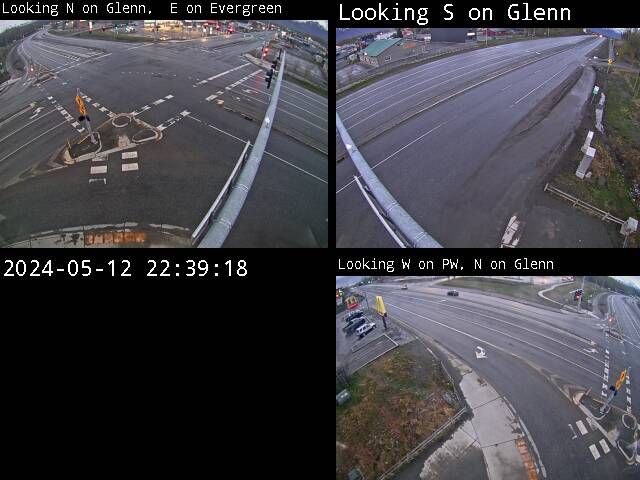 Looking N on Glenn,  E on Evergreen
Looking S on Glenn
2024-05-12 22:39:18
Looking W on PW, N on Glenn